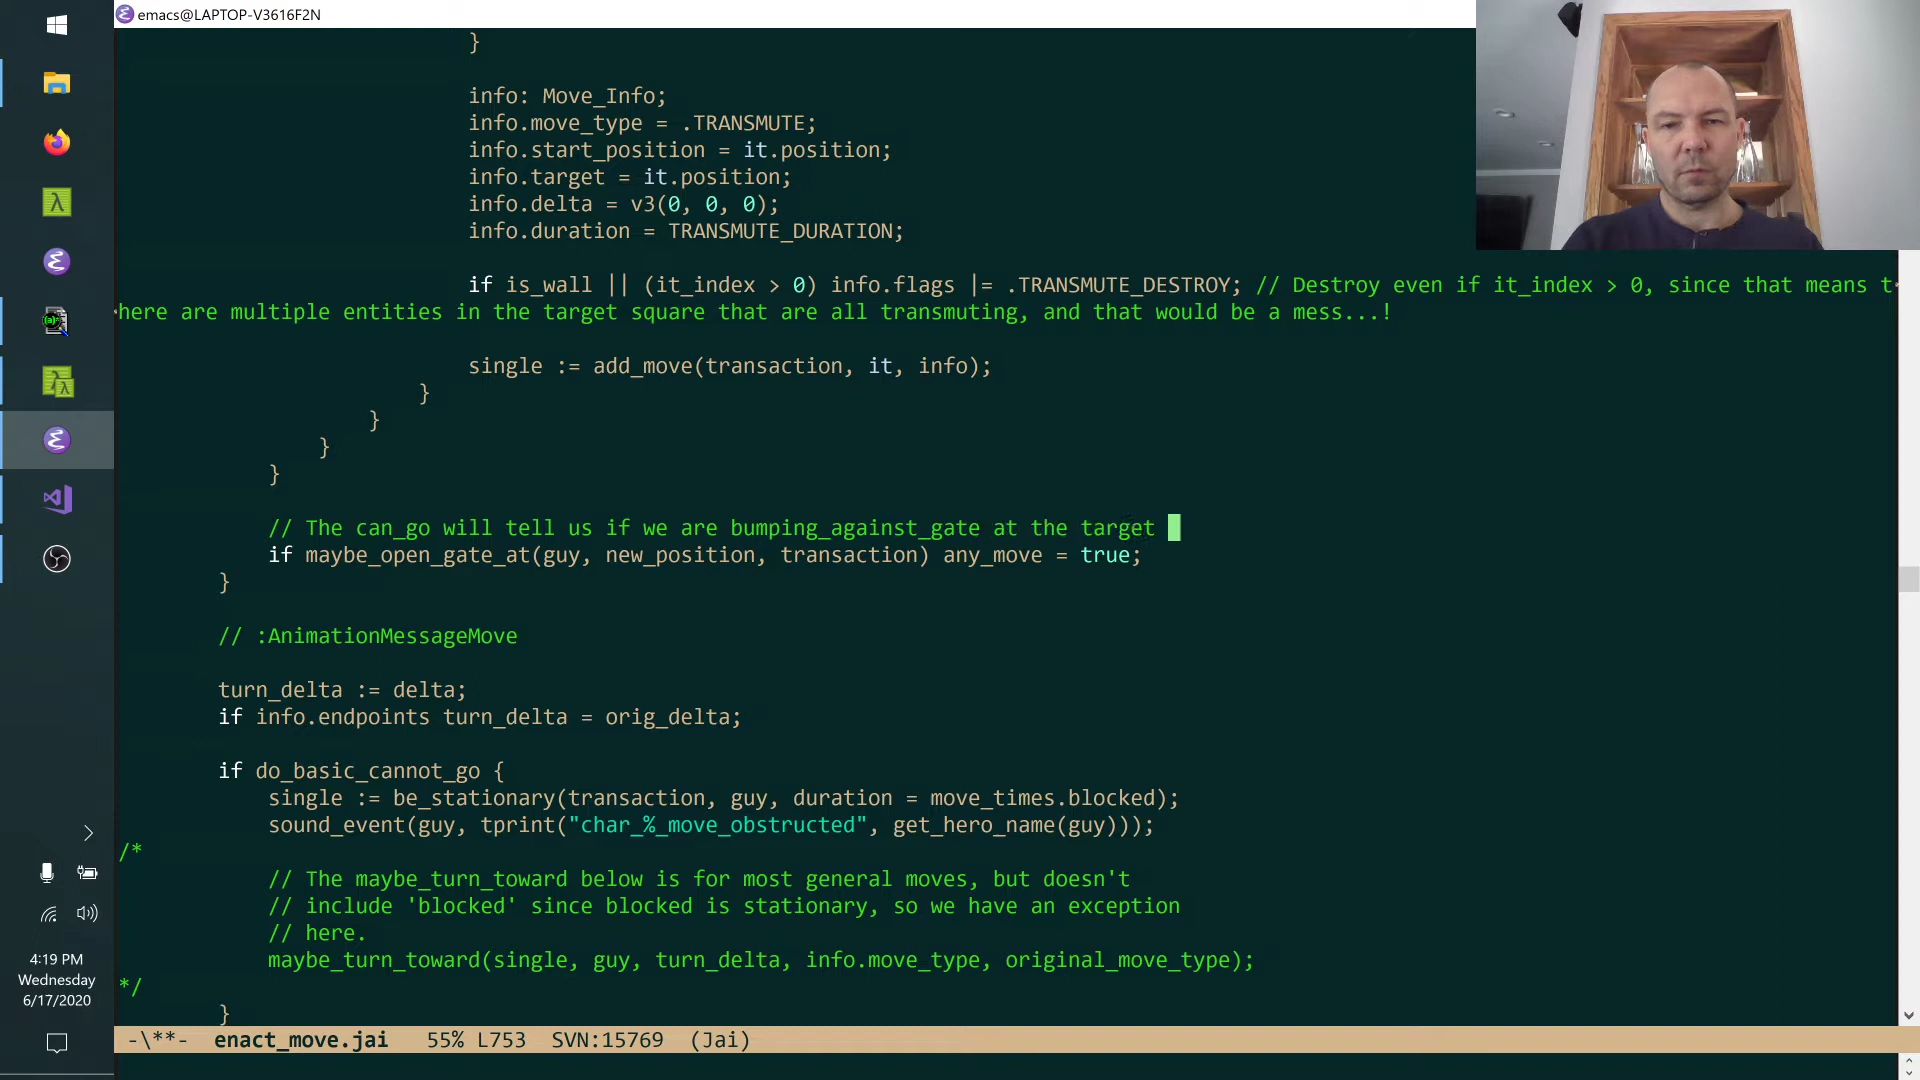 emacs@LAPTOP-V3616F2N
}
info: Move_Info;
info.move_type = .TRANSMUTE;
info.start_position = it.position;
info.target = it.position;
info.delta = v3(0, 0, 0);
info.duration = TRANSMUTE_DURATION;
if is_wall || (it_index > 0) info.flags |= .TRANSMUTE_DESTROY; // Destroy even if it_index > 0, since that means t
here are multiple entities in the target square that are all transmuting, and that would be a mess...!
single := add_move(transaction, it, info);
}
}
}
}
// The can_go will tell us if we are bumping_against_gate at the target
if maybe_open_gate_at(guy, new_position, transaction) any_move = true;
}
// :AnimationMessageMove
turn_delta := delta;
if info.endpoints turn_delta = orig_delta;
if do_basic_cannot_go {
single := be_stationary(transaction, guy, duration = move_times.blocked);
sound_event(guy, tprint("char_%_move_obstructed", get_hero_name(guy)));
/*
// The maybe_turn_toward below is for most general moves, but doesn't
// include 'blocked' since blocked is stationary, so we have an exception
// here.
maybe_turn_toward(single, guy, turn_delta, info.move_type, original_move_type);
*/
}
-\**- enact_move.jai 55% L753 SVN:15769 (Jai)
4:19 PM
Wednesday
6/17/2020